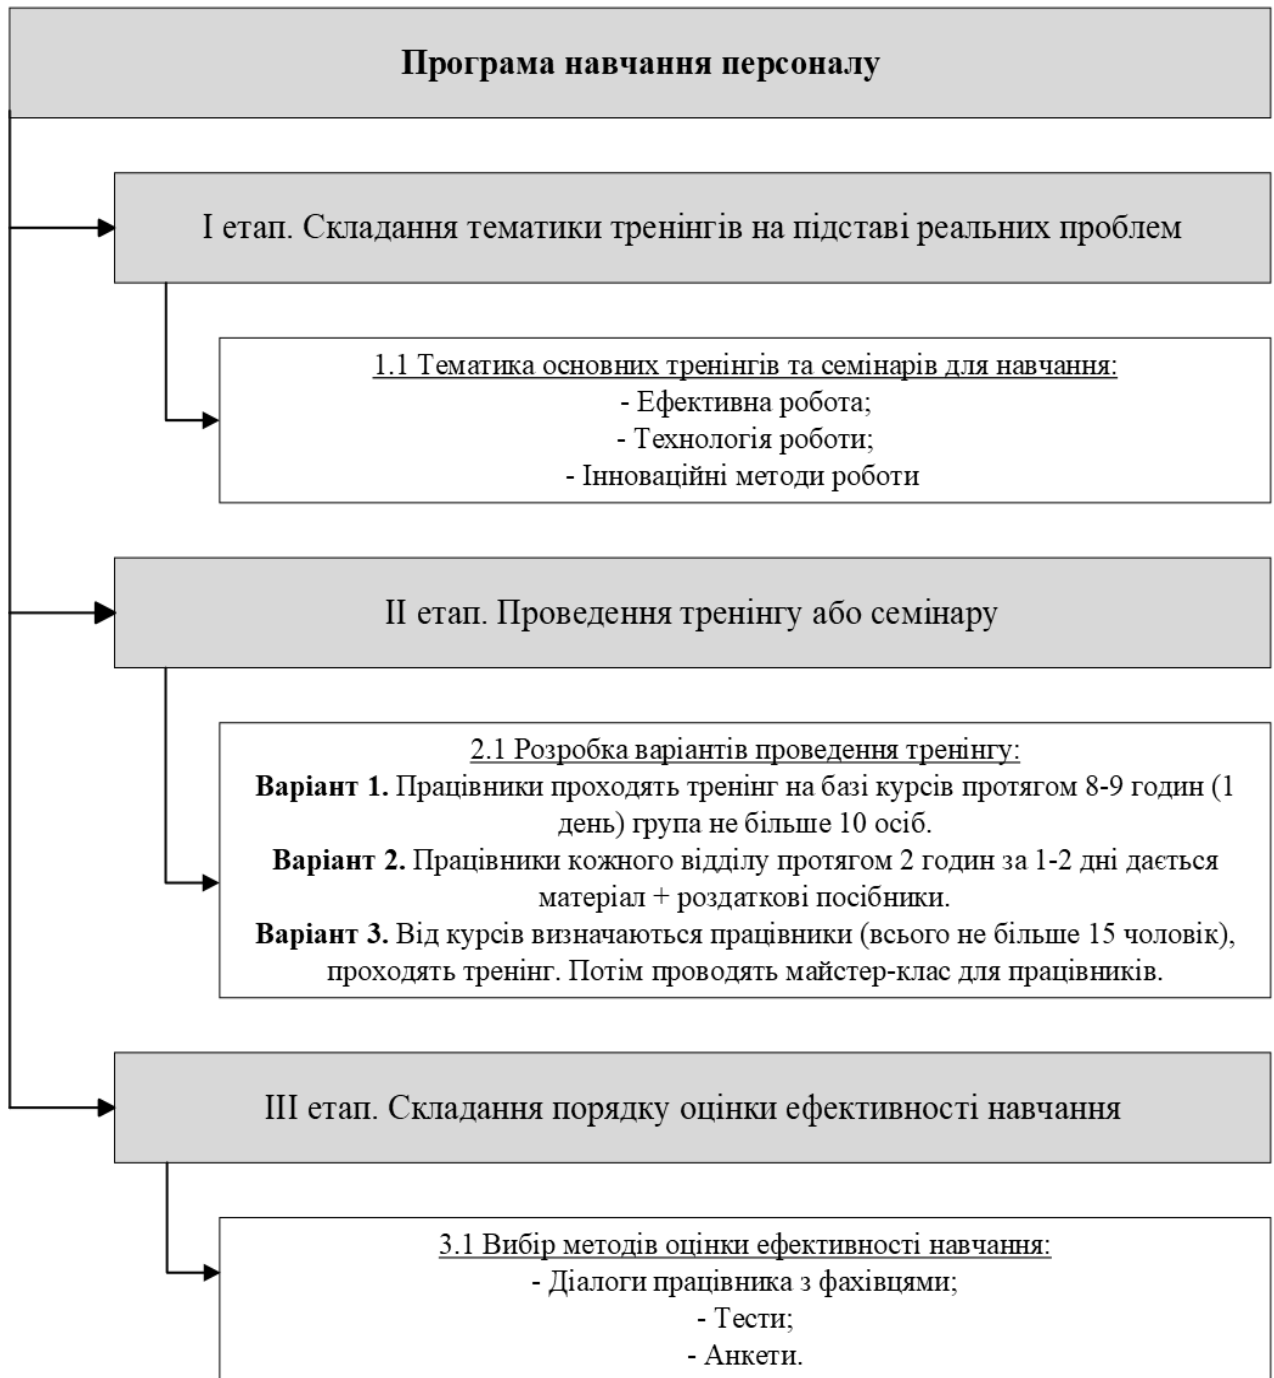 Програма навчання персоналу
І етап. Складання тематики тренінгів на підставі реальних проблем
1.1 Тематика основних тренінгів та семінарів для навчання:
- Ефективна робота;
- Технологія роботи;
- Інноваційні методи роботи
ІІ етап. Проведення тренінгу або семінару
2.1 Розробка варіантів проведення тренінгу:
Варіант 1. Працівники проходять тренінг на базі курсів протягом 8-9 годин (1
день) група не більше 10 осіб.
Варіант 2. Працівники кожного відділу протягом 2 годин за 1-2 дні дається
матеріал + роздаткові посібники.
Варіант 3. Від курсів визначаються працівники (всього не більше 15 чоловік),
проходять тренінг. Потім проводять майстер-клас для працівників.
ІІІ етап. Складання порядку оцінки ефективності навчання
3.1 Вибір методів оцінки ефективності навчання:
- Діалоги працівника з фахівцями;
- Тести;
- Анкети.